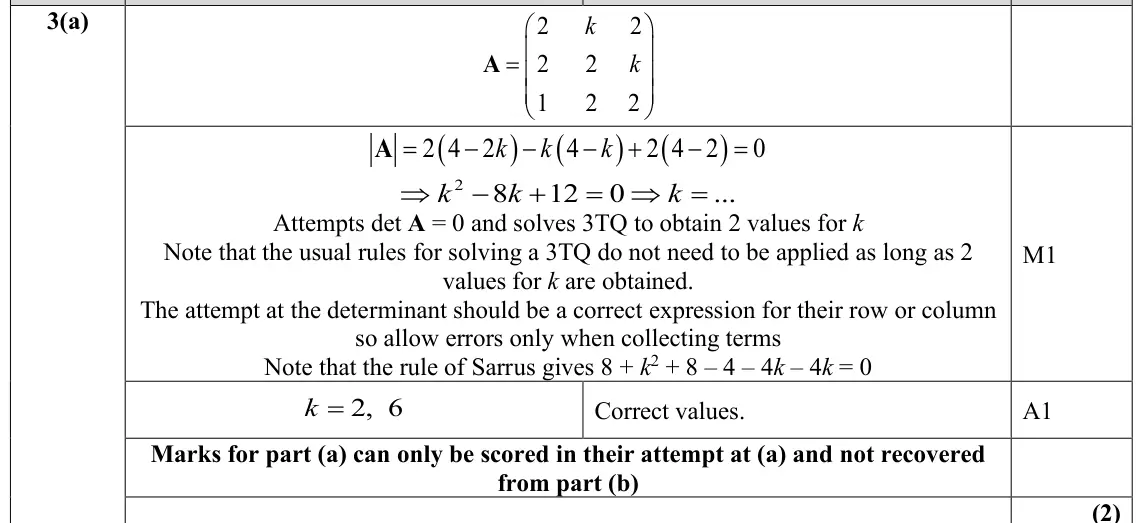 3(a)
A = (2 k 2
2 2 k
1 2 2)
|A| = 2(4 − 2k) − k(4 − k) + 2(4 − 2) = 0
⇒ k² − 8k + 12 = 0 ⇒ k = ...
Attempts det A = 0 and solves 3TQ to obtain 2 values for k
Note that the usual rules for solving a 3TQ do not need to be applied as long as 2
values for k are obtained.
The attempt at the determinant should be a correct expression for their row or column
so allow errors only when collecting terms
Note that the rule of Sarrus gives 8 + k² + 8 – 4 – 4k – 4k = 0
M1
k = 2, 6
Correct values.
A1
Marks for part (a) can only be scored in their attempt at (a) and not recovered
from part (b)
(2)